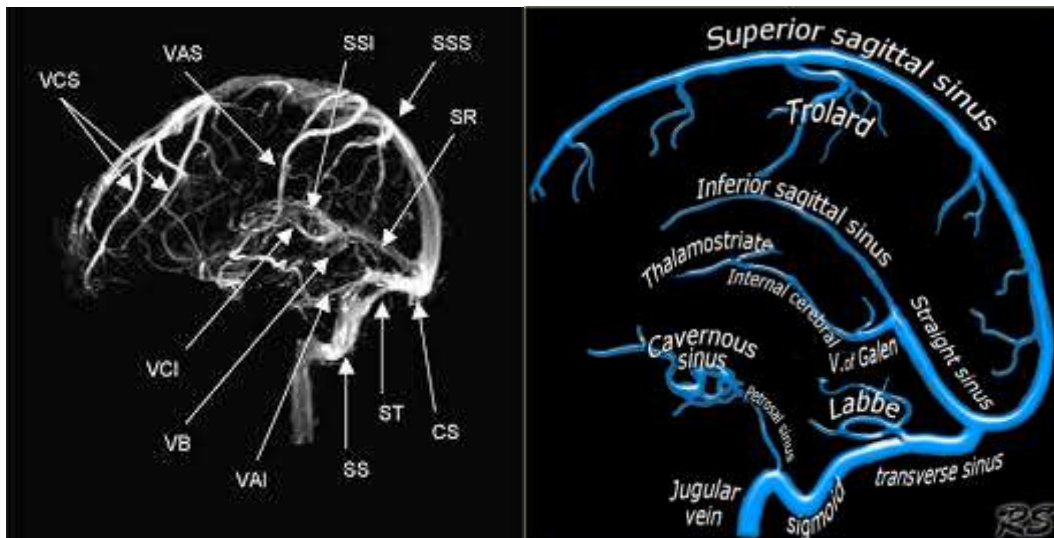 SSI
SSS
VAS
VCS
SR
VCI
VB
VAI
SS
ST
CS
Superior sagittal sinus
Trolard
Inferior sagittal sinus
Thalamostriate
Internal cerebral
V. of Galen
Straight sinus
Cavernous
sinus
Petrosal sinus
Labbe
transverse sinus
sigmoid
Jugular
vein
RS